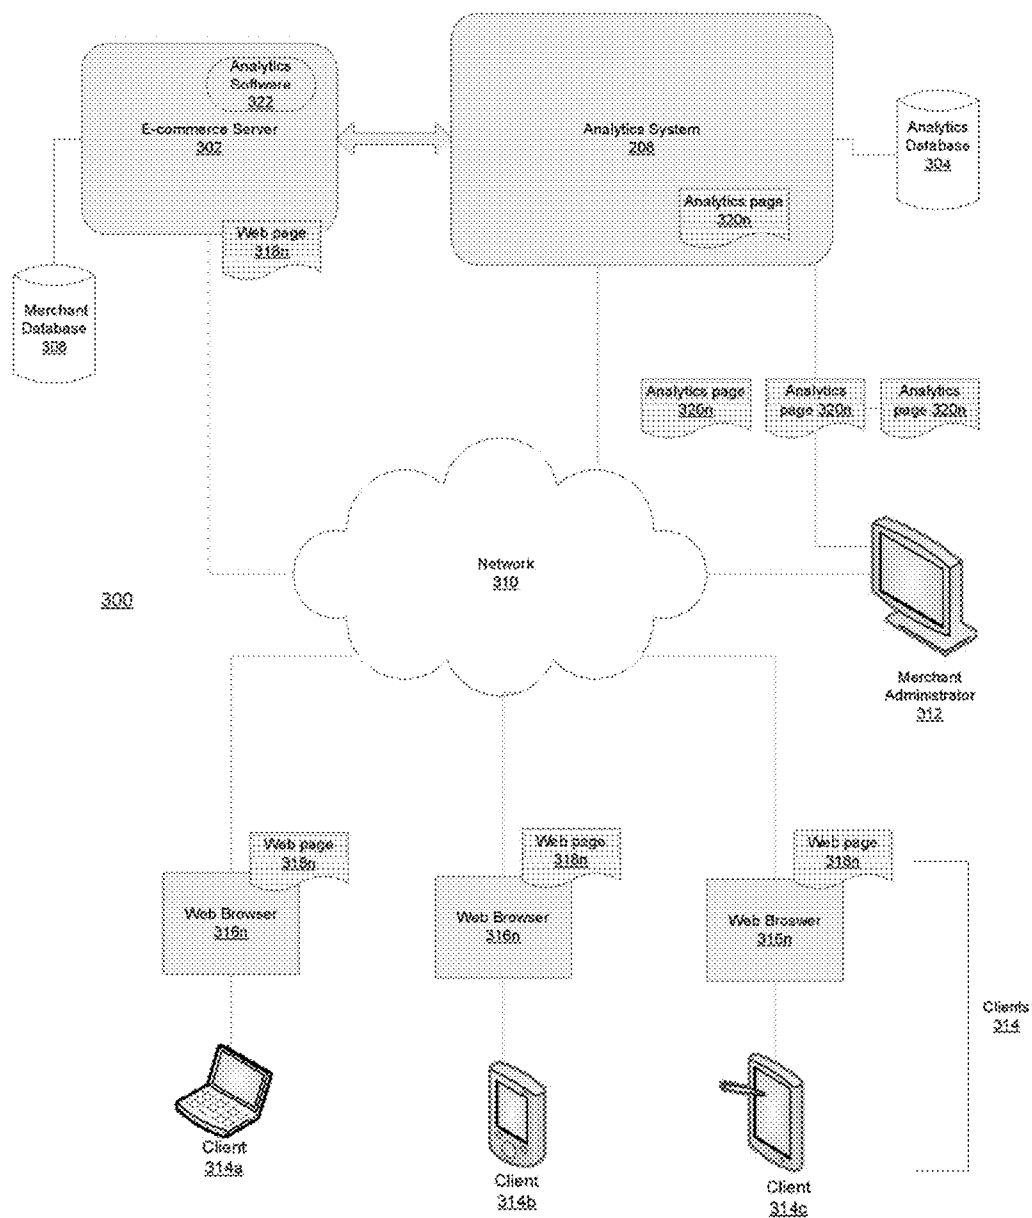 Analytics
Software
322
E-commerce Server
302
Analytics System
206
Analytics
Database
304
Analytics page
320n
Web page
318n
Merchant
Database
308
Analytics page
320n
Analytics
page 320n
Analytics
page 320n
Network
310
300
Merchant
Administrator
312
Web page
318n
Web page
318n
Web page
318n
Web Browser
316n
Web Browser
316n
Web Broswer
316n
Clients
314
Client
314a
Client
314b
Client
314c